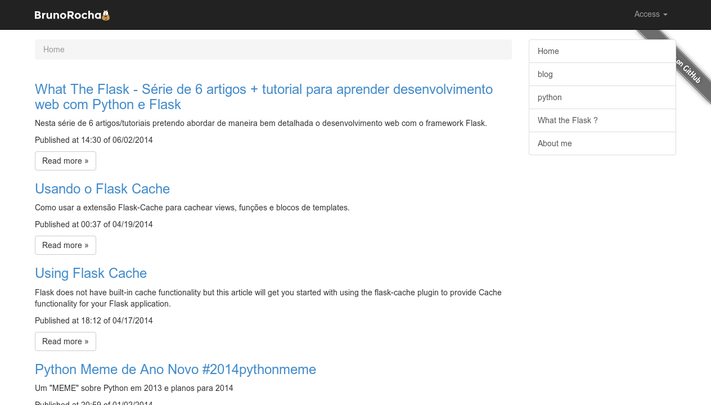 BrunoRocha
Access
on GitHub
Home
What The Flask - Série de 6 artigos + tutorial para aprender desenvolvimento
web com Python e Flask
Nesta série de 6 artigos/tutoriais pretendo abordar de maneira bem detalhada o desenvolvimento web com o framework Flask.
Published at 14:30 of 06/02/2014
Read more »
Usando o Flask Cache
Como usar a extensão Flask-Cache para cachear views, funções e blocos de templates.
Published at 00:37 of 04/19/2014
Read more »
Using Flask Cache
Flask does not have built-in cache functionality but this article will get you started with using the flask-cache plugin to provide Cache
functionality for your Flask application.
Published at 18:12 of 04/17/2014
Read more »
Python Meme de Ano Novo #2014pythonmeme
Um "MEME" sobre Python em 2013 e planos para 2014
Published at 20:59 of 01/02/2014
Home
blog
python
What the Flask ?
About me